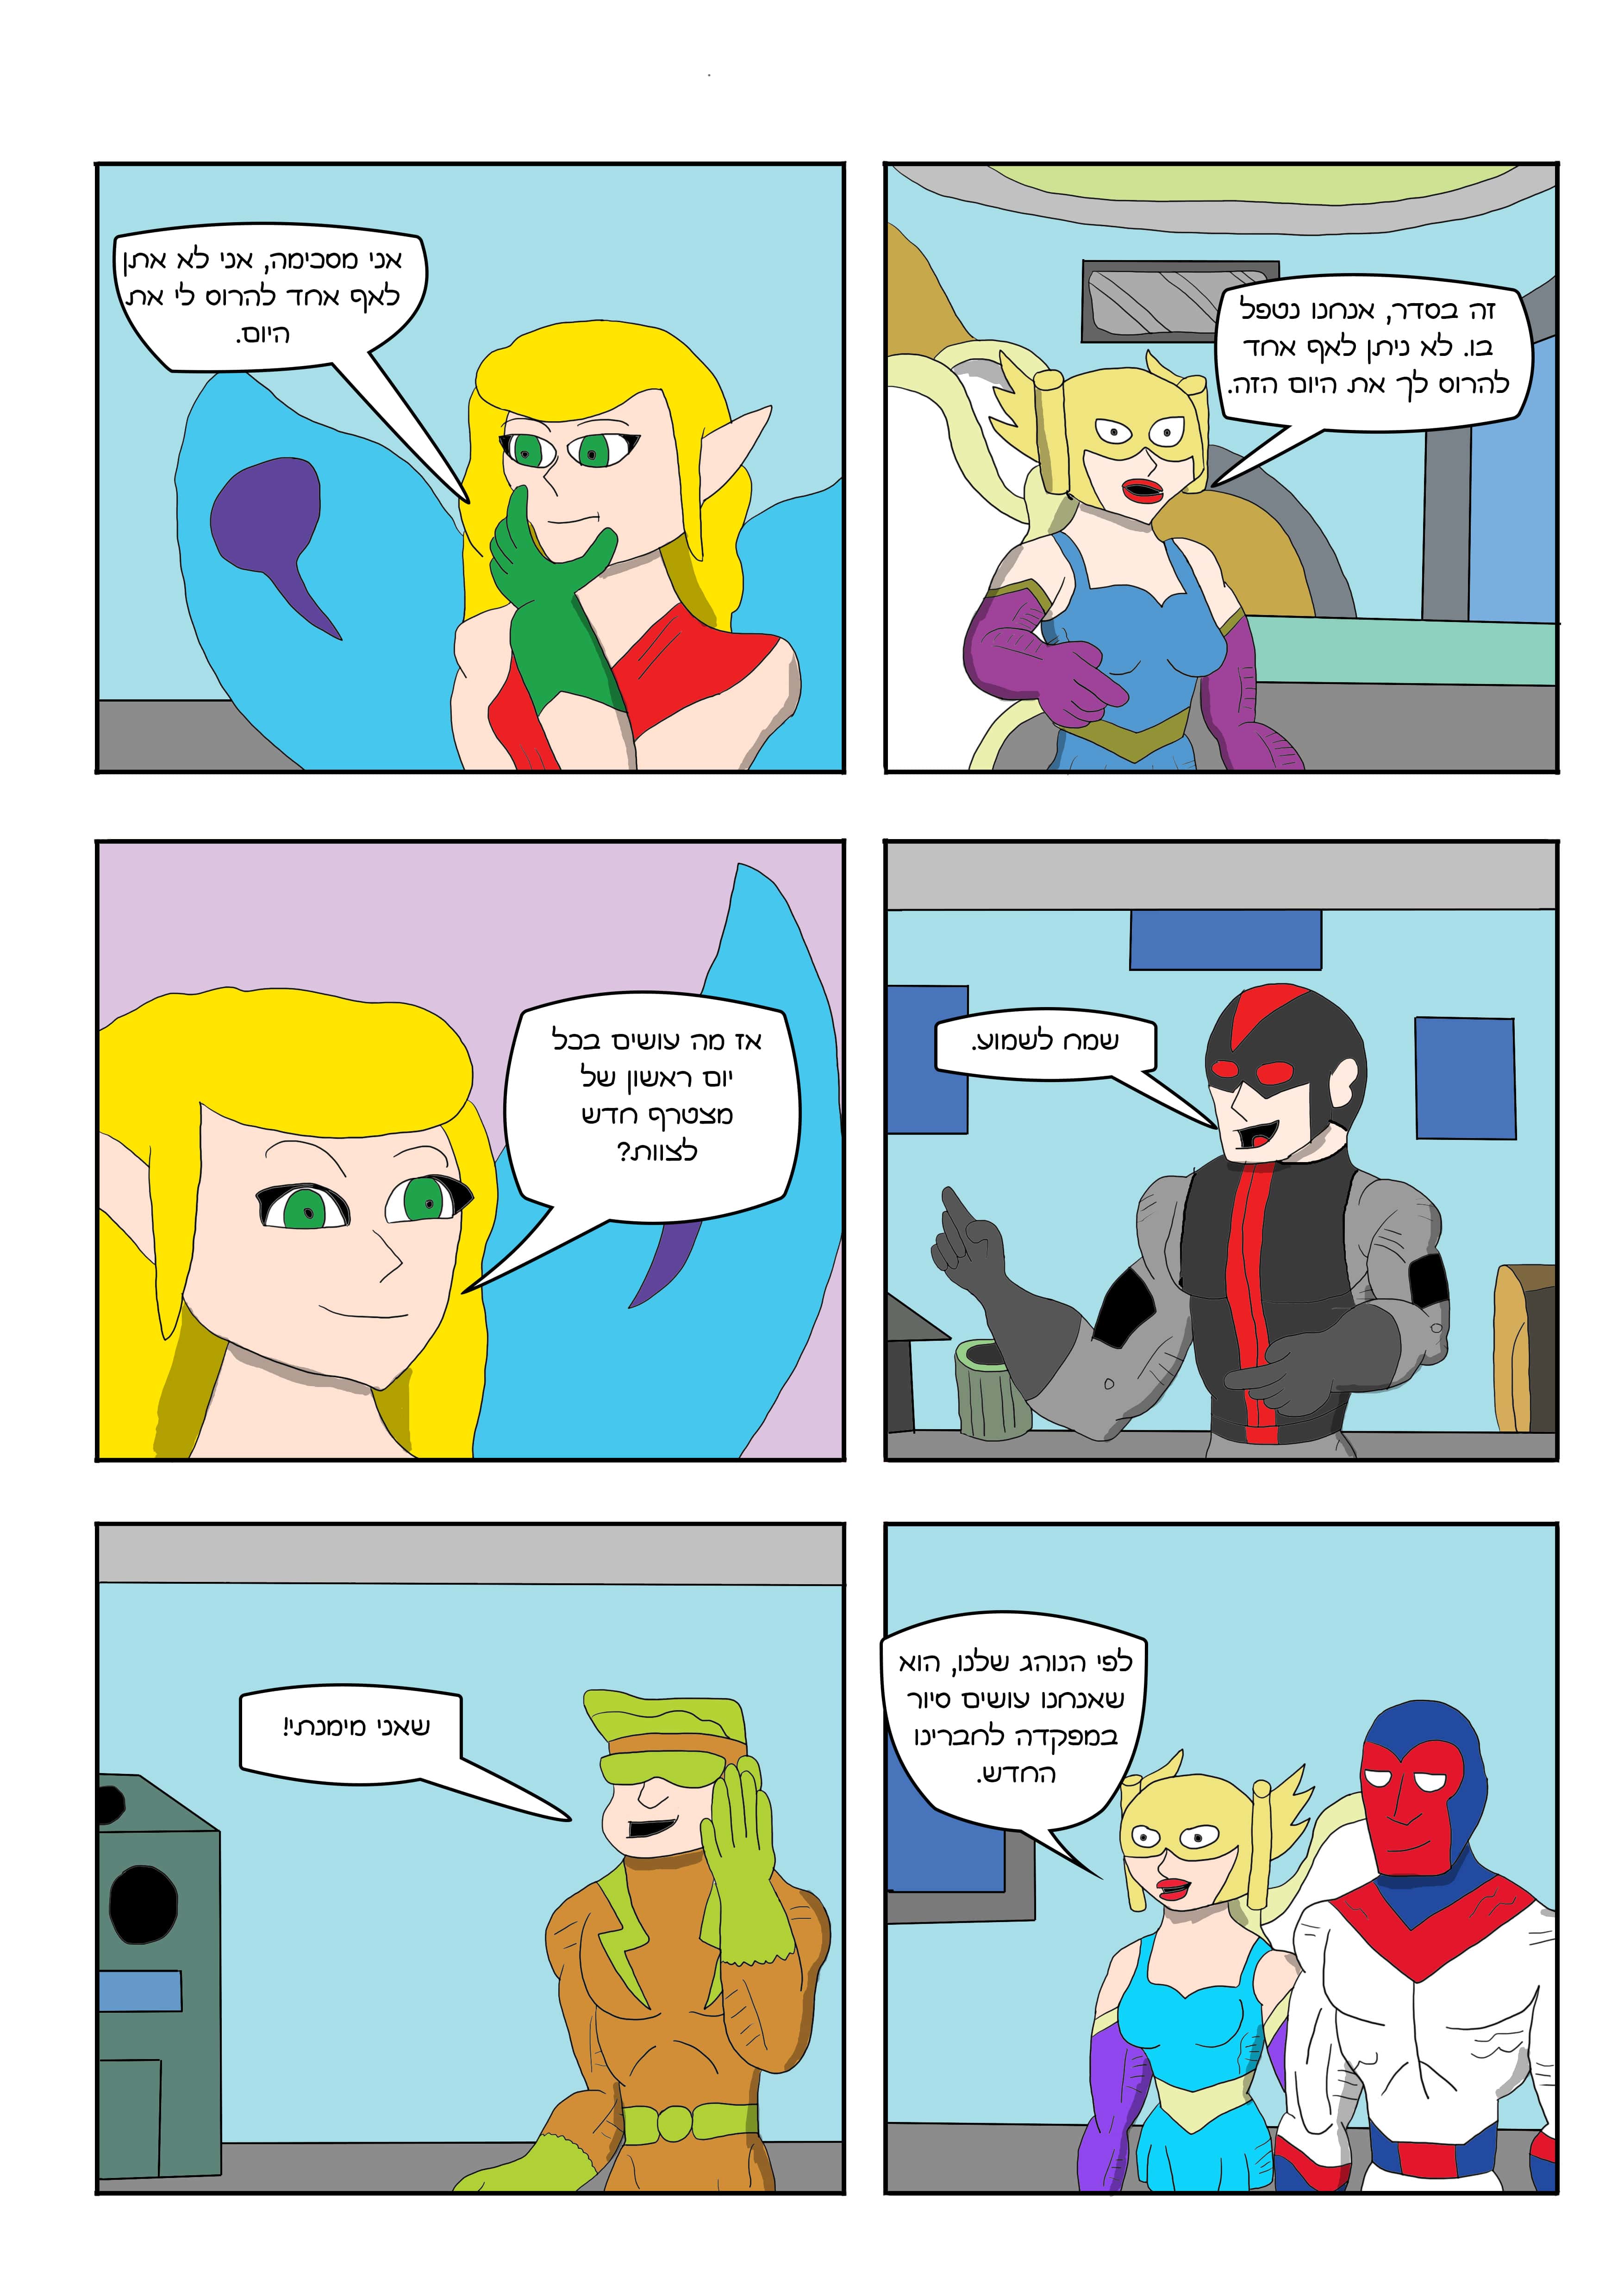 זה בסדר, אנחנו נטפל
בו. לא ניתן לאף אחד
להרוס לך את היום הזה.
אני מסכימה, אני לא אתן
לאף אחד להרוס לי את
היום.
שמח לשמוע.
אז מה עושים בכל
יום ראשון של
מצטרף חדש
לצוות?
לפי הנוהג שלנו, הוא
שאנחנו עושים סיור
במפקדה לחברינו
החדש.
שאני מימנתי!